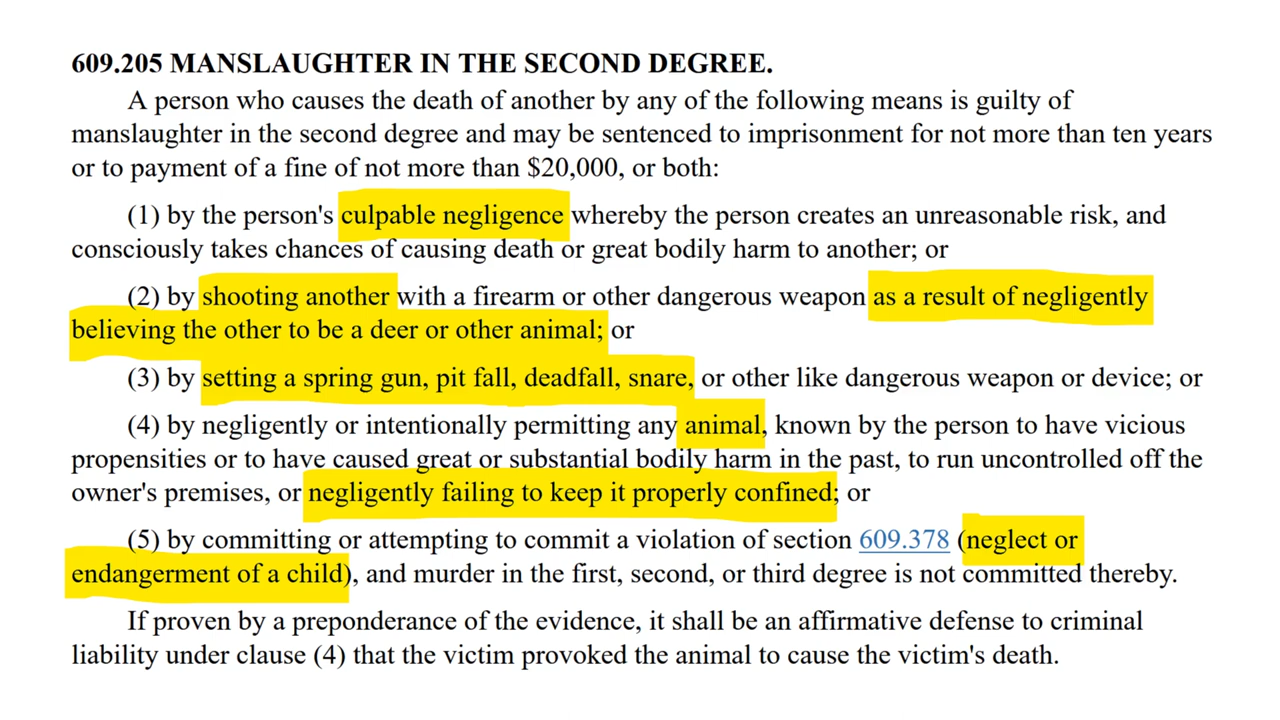 609.205 MANSLAUGHTER IN THE SECOND DEGREE.
A person who causes the death of another by any of the following means is guilty of
manslaughter in the second degree and may be sentenced to imprisonment for not more than ten years
or to payment of a fine of not more than $20,000, or both:
(1) by the person's culpable negligence whereby the person creates an unreasonable risk, and
consciously takes chances of causing death or great bodily harm to another; or
(2) by shooting another with a firearm or other dangerous weapon as a result of negligently
believing the other to be a deer or other animal; or
(3) by setting a spring gun, pit fall, deadfall, snare, or other like dangerous weapon or device; or
(4) by negligently or intentionally permitting any animal, known by the person to have vicious
propensities or to have caused great or substantial bodily harm in the past, to run uncontrolled off the
owner's premises, or negligently failing to keep it properly confined; or
(5) by committing or attempting to commit a violation of section 609.378 (neglect or
endangerment of a child), and murder in the first, second, or third degree is not committed thereby.
If proven by a preponderance of the evidence, it shall be an affirmative defense to criminal
liability under clause (4) that the victim provoked the animal to cause the victim's death.